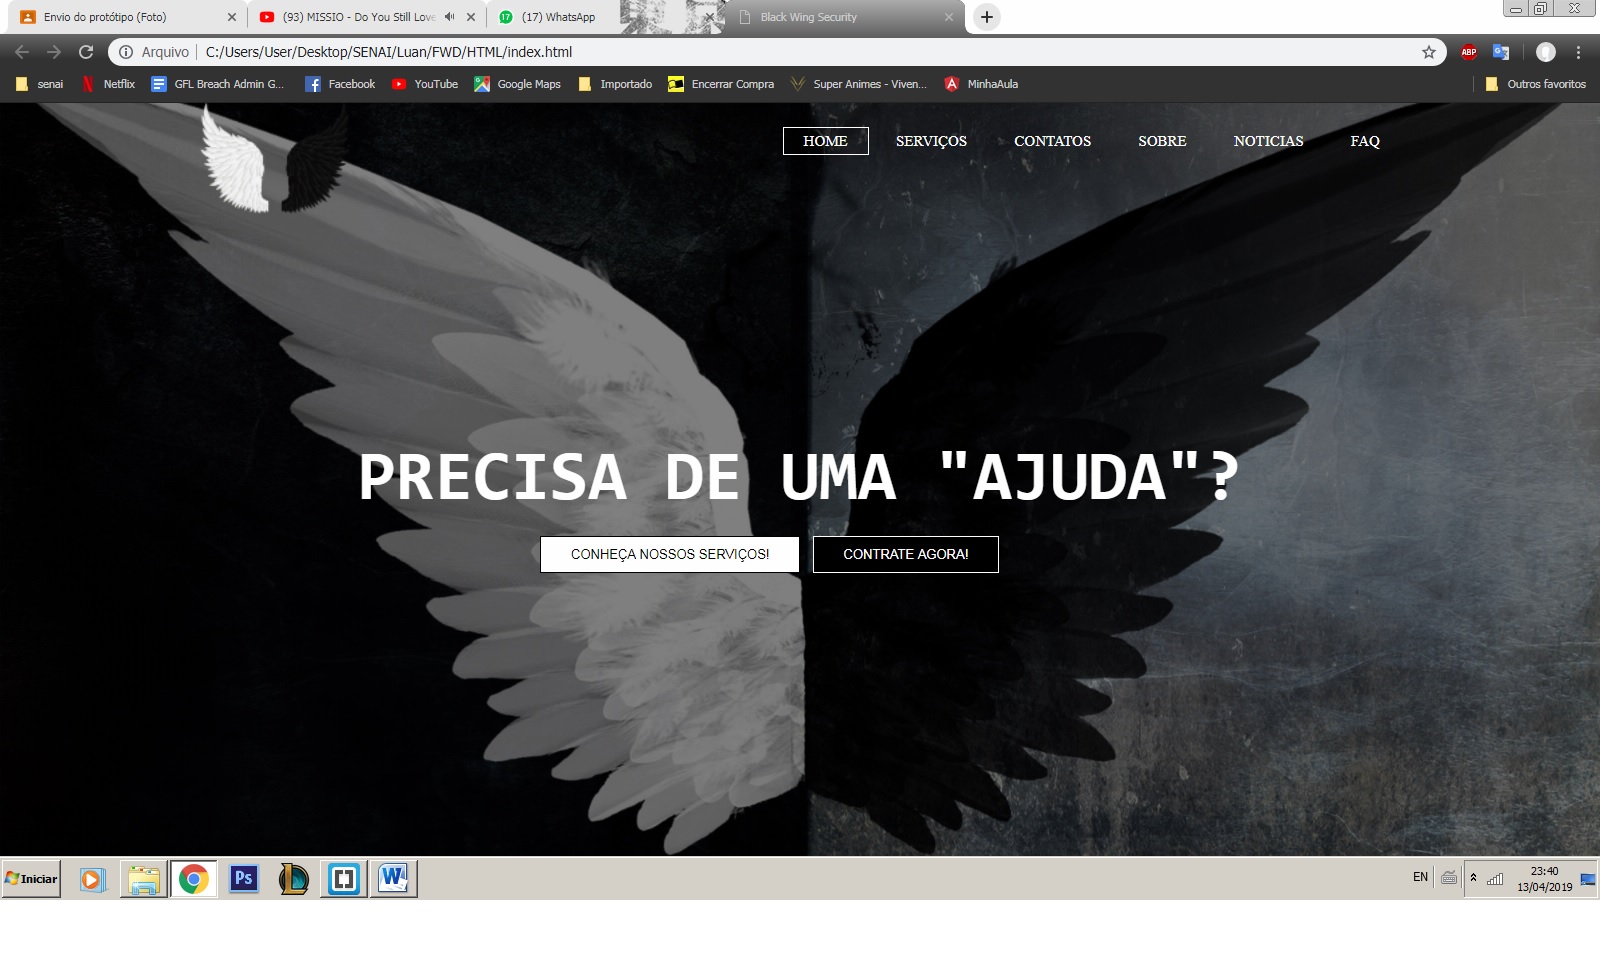 Envio do protótipo (Foto)
(93) MISSIO - Do You Still Love
(17) WhatsApp
Black Wing Security
Arquivo
C:/Users/User/Desktop/SENAI/Luan/FWD/HTML/index.html
ABP
senai
Netflix
GFL Breach Admin G...
Facebook
YouTube
Google Maps
Importado
Encerrar Compra
Super Animes - Viven...
MinhaAula
Outros favoritos
HOME
SERVIÇOS
CONTATOS
SOBRE
NOTICIAS
FAQ
PRECISA DE UMA "AJUDA"?
CONHEÇA NOSSOS SERVIÇOS!
CONTRATE AGORA!
Iniciar
Ps
W
EN
23:40
13/04/2019